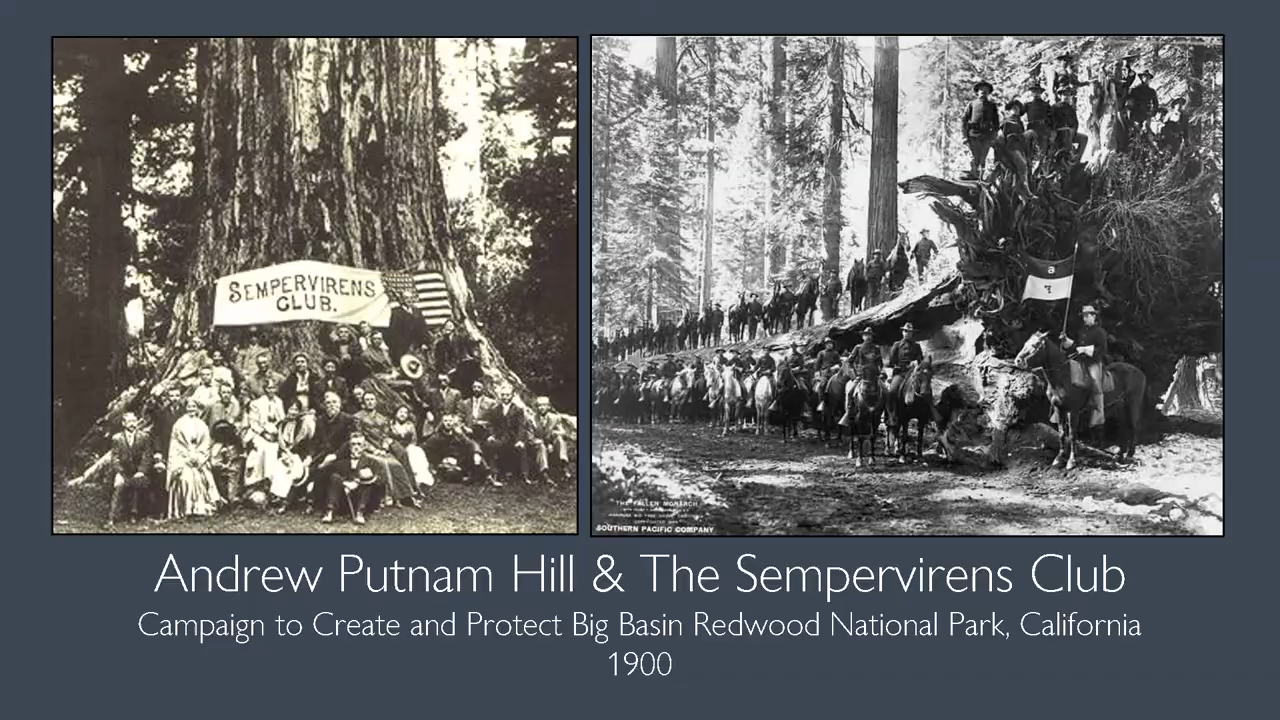 SEMPERVIRENS
CLUB.
6
F
THE FALLEN MONARCH
SOUTHERN PACIFIC COMPANY
Andrew Putnam Hill & The Sempervirens Club
Campaign to Create and Protect Big Basin Redwood National Park, California
1900